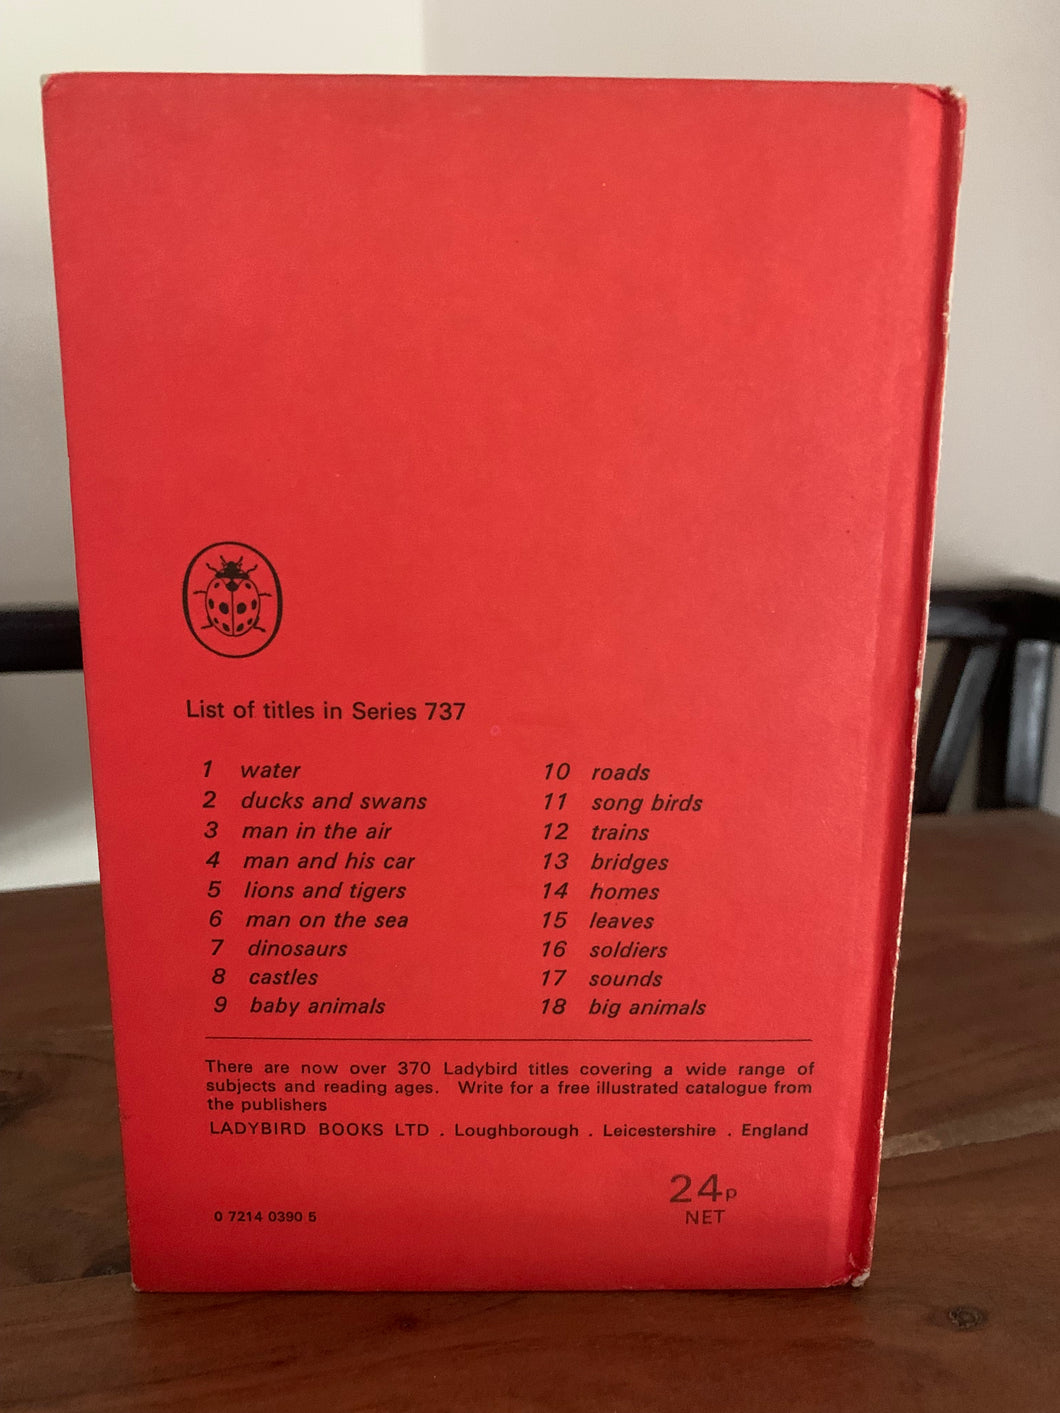 List of titles in Series 737
1 water
2 ducks and swans
3 man in the air
4 man and his car
5 lions and tigers
6 man on the sea
7 dinosaurs
8 castles
9 baby animals
10 roads
11 song birds
12 trains
13 bridges
14 homes
15 leaves
16 soldiers
17 sounds
18 big animals
There are now over 370 Ladybird titles covering a wide range of
subjects and reading ages. Write for a free illustrated catalogue from
the publishers
LADYBIRD BOOKS LTD . Loughborough . Leicestershire . England
24p
NET
0 7214 0390 5